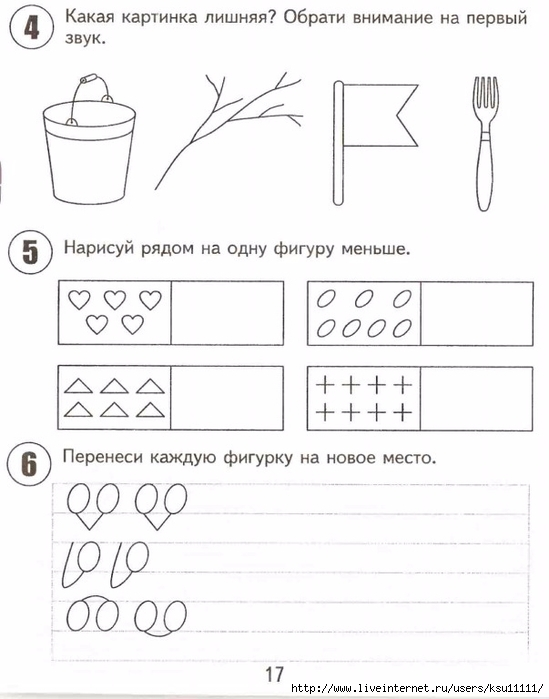 4 Какая картинка лишняя? Обрати внимание на первый
звук.
5 Нарисуй рядом на одну фигуру меньше.
6 Перенеси каждую фигурку на новое место.
17
http://www.liveinternet.ru/users/ksu11111/